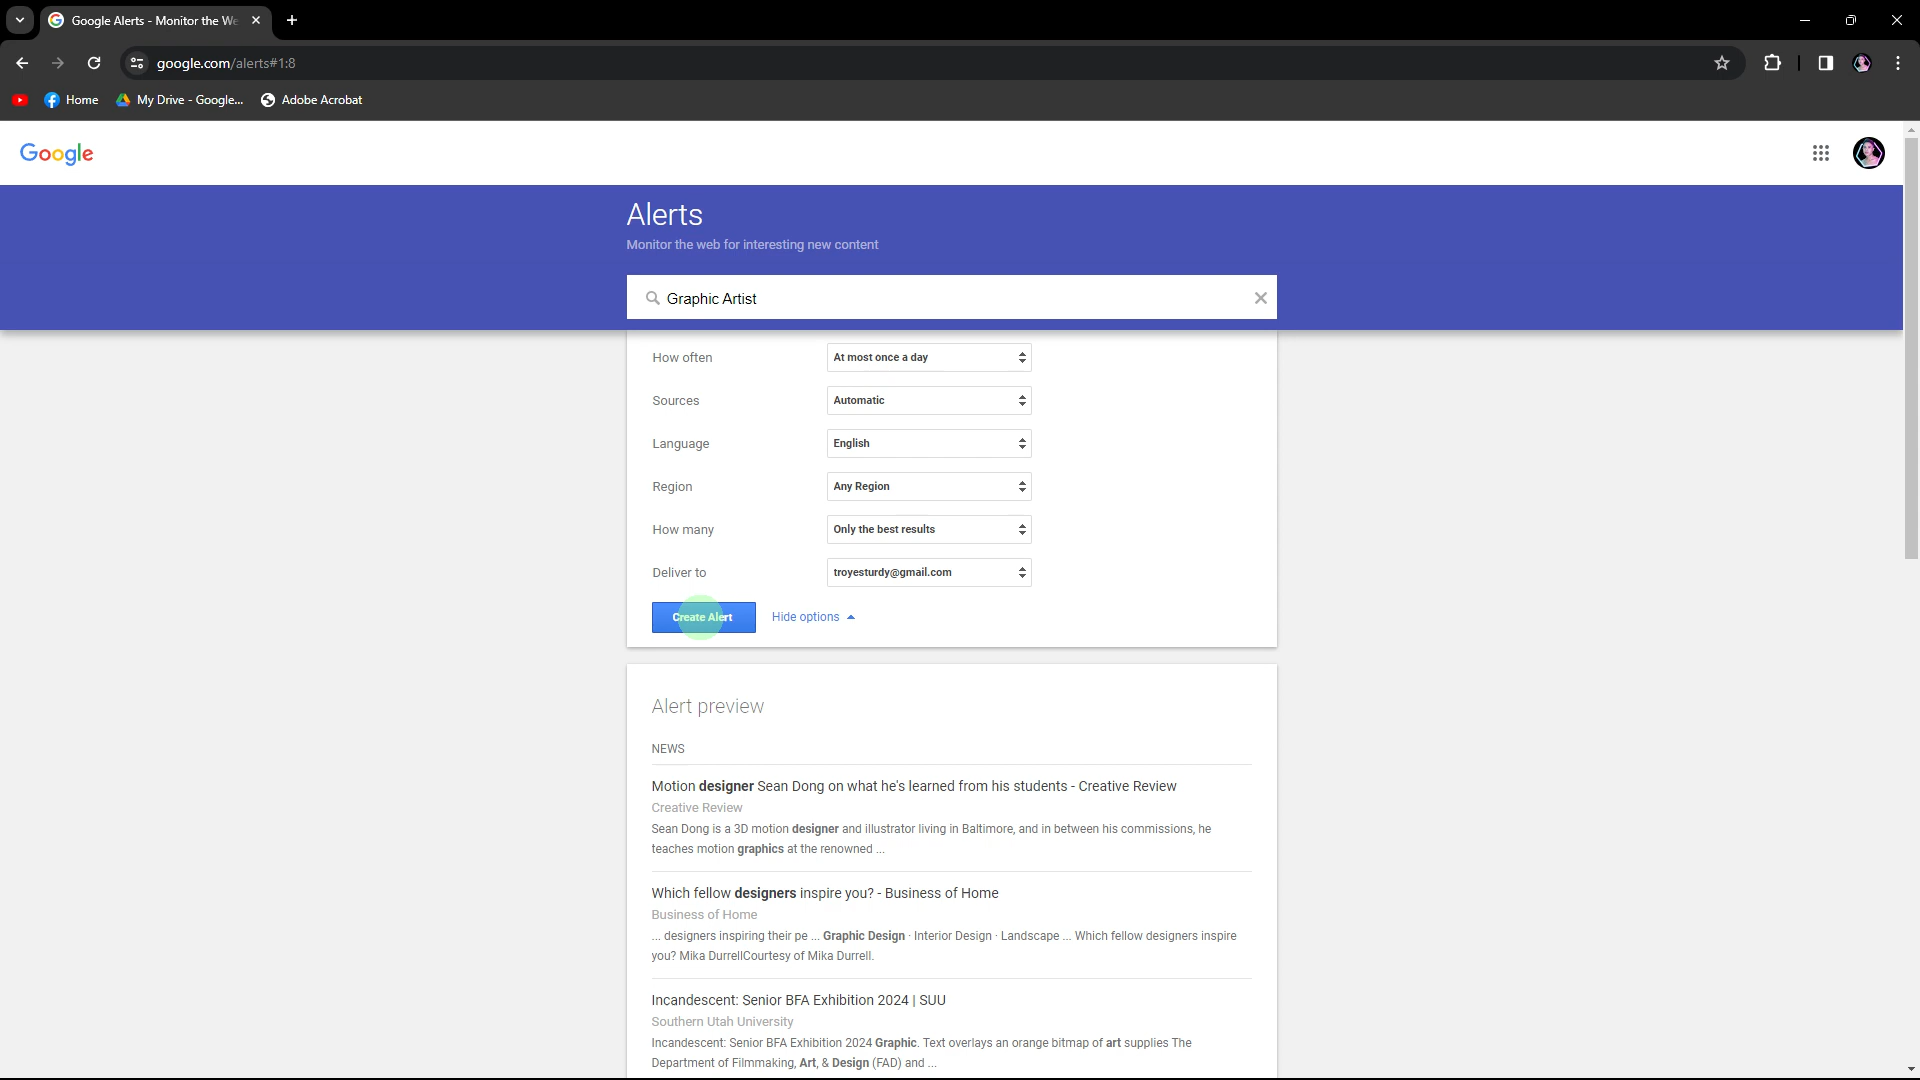 Google Alerts - Monitor the We
google.com/alerts#1:8
Home
My Drive - Google...
Adobe Acrobat
Google
Alerts
Monitor the web for interesting new content
Graphic Artist
How often
At most once a day
Sources
Automatic
Language
English
Region
Any Region
How many
Only the best results
Deliver to
troyesturdy@gmail.com
Create Alert
Hide options
Alert preview
NEWS
Motion designer Sean Dong on what he's learned from his students - Creative Review
Creative Review
Sean Dong is a 3D motion designer and illustrator living in Baltimore, and in between his commissions, he
teaches motion graphics at the renowned ...
Which fellow designers inspire you? - Business of Home
Business of Home
... designers inspiring their pe ... Graphic Design · Interior Design · Landscape ... Which fellow designers inspire
you? Mika DurrellCourtesy of Mika Durrell.
Incandescent: Senior BFA Exhibition 2024 | SUU
Southern Utah University
Incandescent: Senior BFA Exhibition 2024 Graphic. Text overlays an orange bitmap of art supplies The
Department of Filmmaking, Art, & Design (FAD) and ...